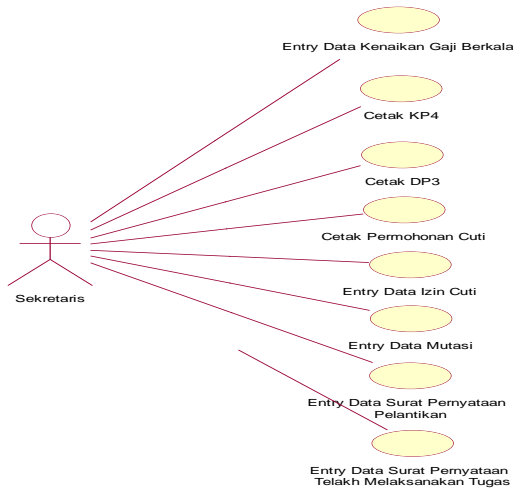 Entry Data Kenaikan Gaji Berkala
Cetak KP4
Cetak DP3
Cetak Permohonan Cuti
Sekretaris
Entry Data Izin Cuti
Entry Data Mutasi
Entry Data Surat Pernyataan
Pelantikan
Entry Data Surat Pernyataan
Telakh Melaksanakan Tugas